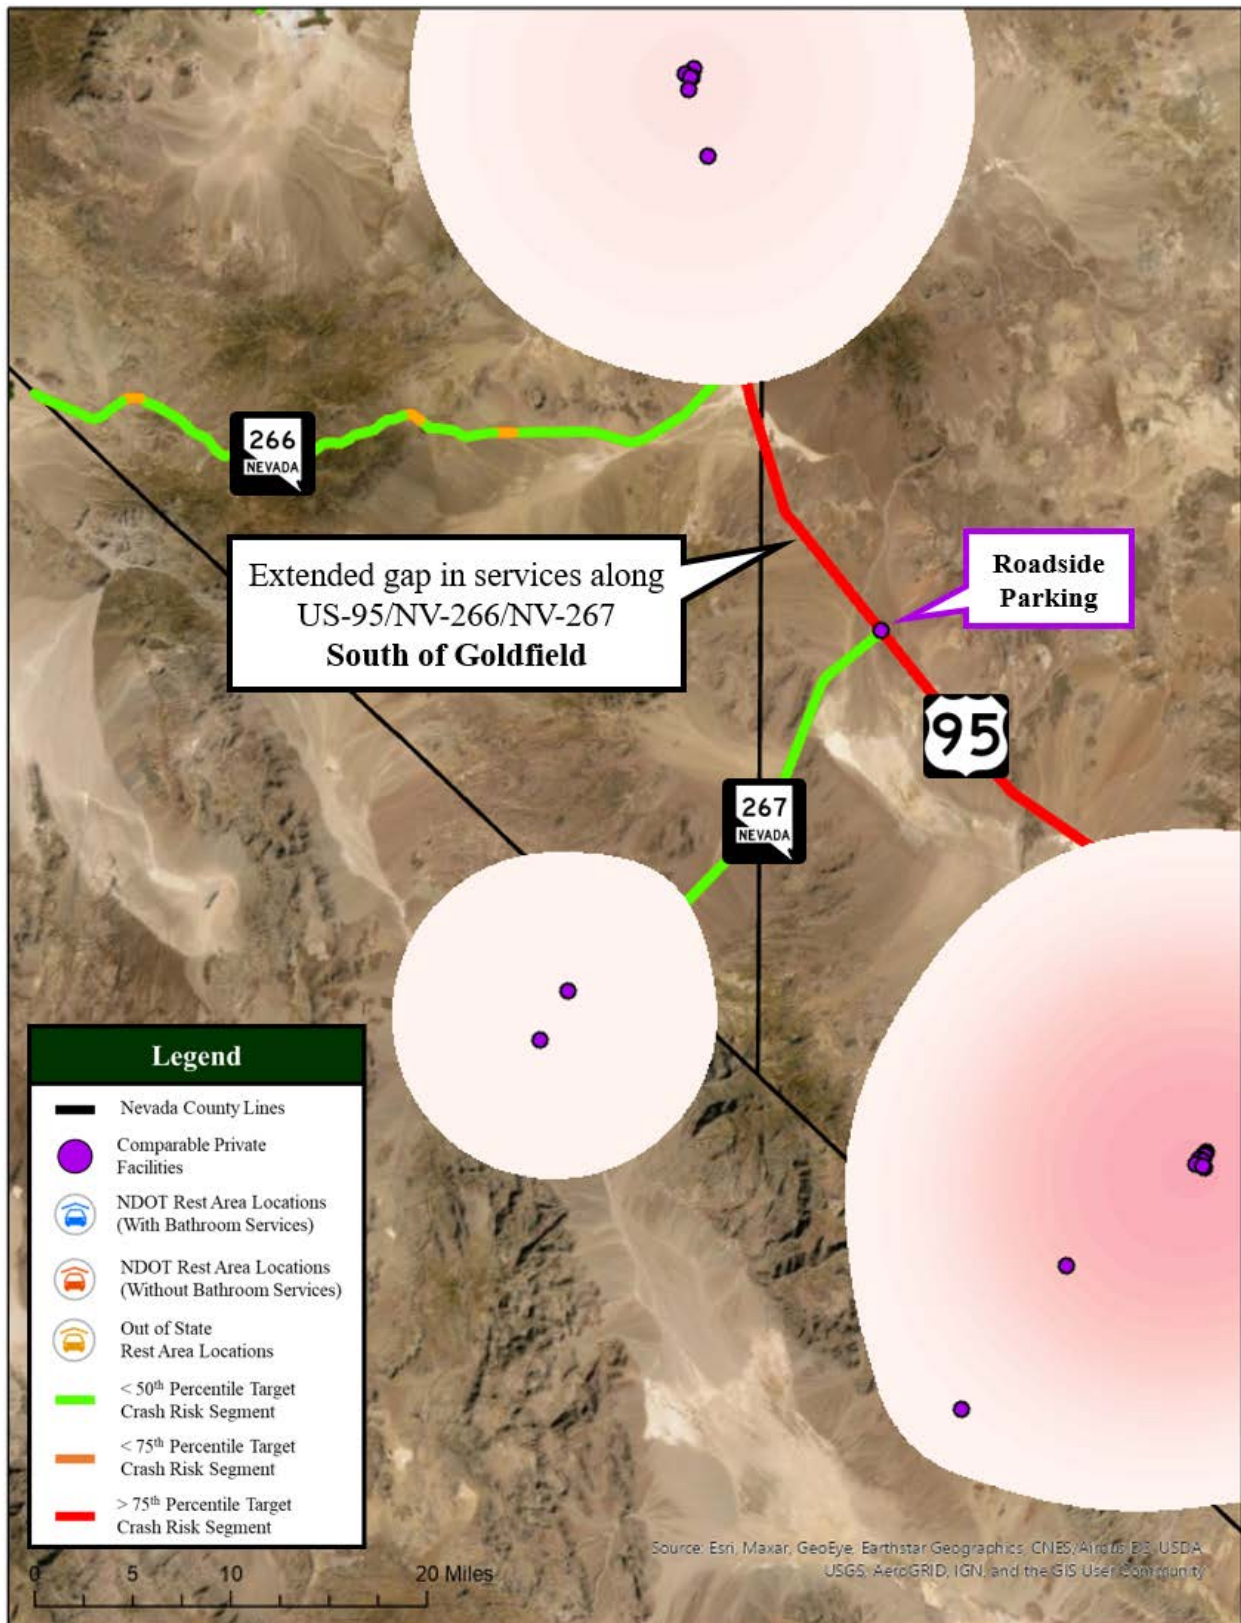 266
NEVADA
Extended gap in services along
US-95/NV-266/NV-267
South of Goldfield
Roadside
Parking
95
267
NEVADA
Legend
Nevada County Lines
Comparable Private
Facilities
NDOT Rest Area Locations
(With Bathroom Services)
NDOT Rest Area Locations
(Without Bathroom Services)
Out of State
Rest Area Locations
< 50th Percentile Target
Crash Risk Segment
< 75th Percentile Target
Crash Risk Segment
> 75th Percentile Target
Crash Risk Segment
Source: Esri, Maxar, GeoEye, Earthstar Geographics, CNES, Airbus DS, USDA,
USGS, AeroGRID, IGN, and the GIS User Community
0 5 10 20 Miles